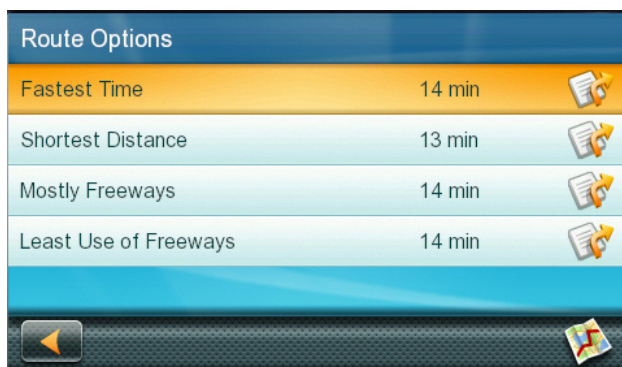 Route Options
Fastest Time 14 min
Shortest Distance 13 min
Mostly Freeways 14 min
Least Use of Freeways 14 min